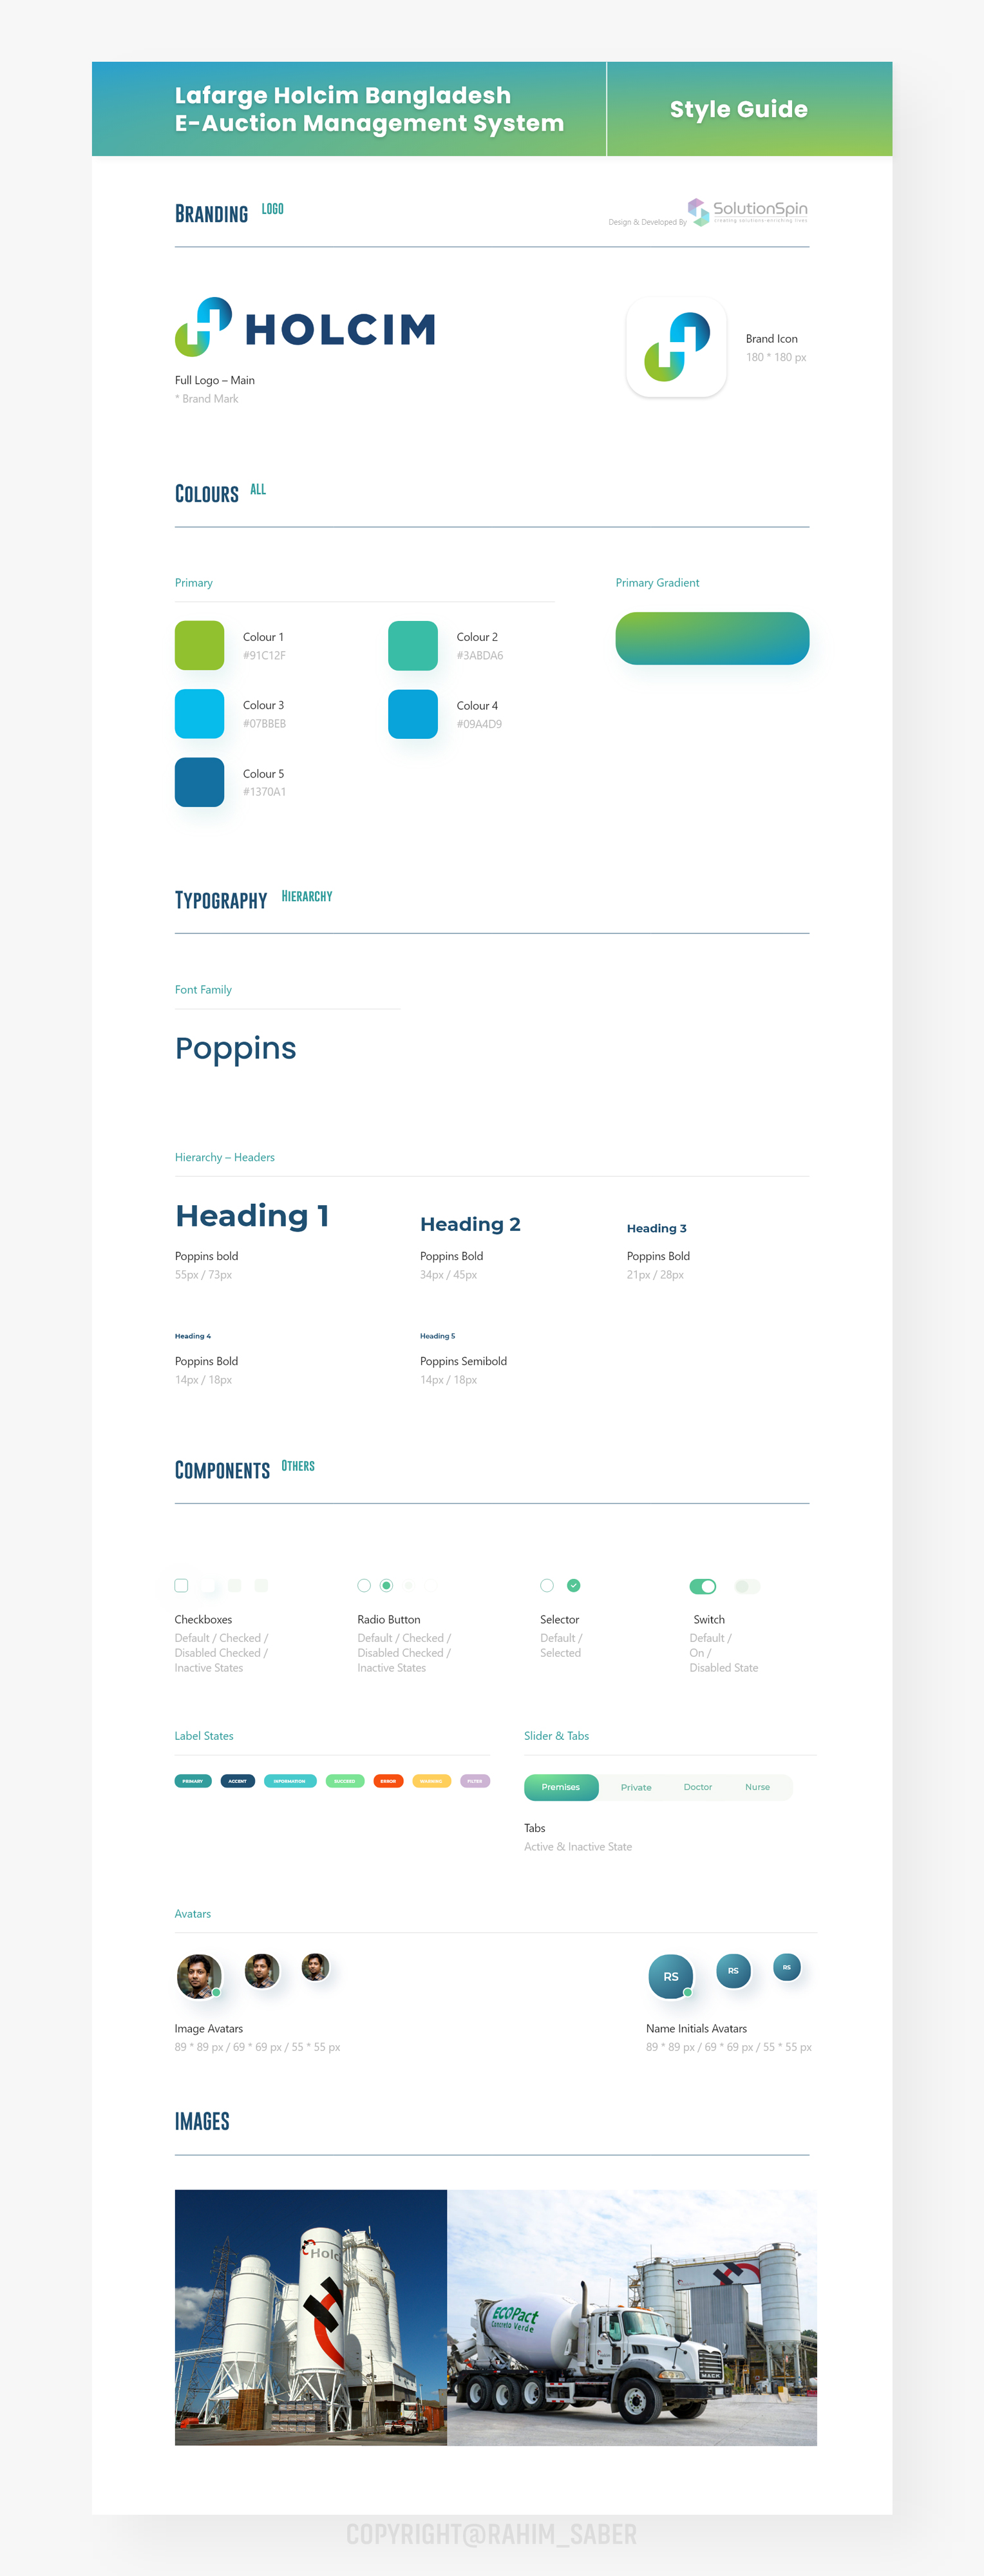 Lafarge Holcim Bangladesh
E-Auction Management System
Style Guide
BRANDING LOGO
Design & Developed By SolutionSpin
creating solutions-enriching lives
HOLCIM
Full Logo – Main
* Brand Mark
Brand Icon
180 * 180 px
COLOURS ALL
Primary
Primary Gradient
Colour 1
#91C12F
Colour 2
#3ABDA6
Colour 3
#07BBEB
Colour 4
#09A4D9
Colour 5
#1370A1
TYPOGRAPHY HIERARCHY
Font Family
Poppins
Hierarchy – Headers
Heading 1
Poppins bold
55px / 73px
Heading 2
Poppins Bold
34px / 45px
Heading 3
Poppins Bold
21px / 28px
Heading 4
Poppins Bold
14px / 18px
Heading 5
Poppins Semibold
14px / 18px
COMPONENTS OTHERS
Checkboxes
Default / Checked /
Disabled Checked /
Inactive States
Radio Button
Default / Checked /
Disabled Checked /
Inactive States
Selector
Default /
Selected
Switch
Default /
On /
Disabled State
Label States
PRIMARY ACCENT INFORMATION SUCCESS ERROR WARNING FILTER
Slider & Tabs
Premises Private Doctor Nurse
Tabs
Active & Inactive State
Avatars
RS RS RS
Image Avatars
89 * 89 px / 69 * 69 px / 55 * 55 px
Name Initials Avatars
89 * 89 px / 69 * 69 px / 55 * 55 px
IMAGES
Holc
ECOPact
Concreto Verde
MACK
COPYRIGHT@RAHIM_SABER